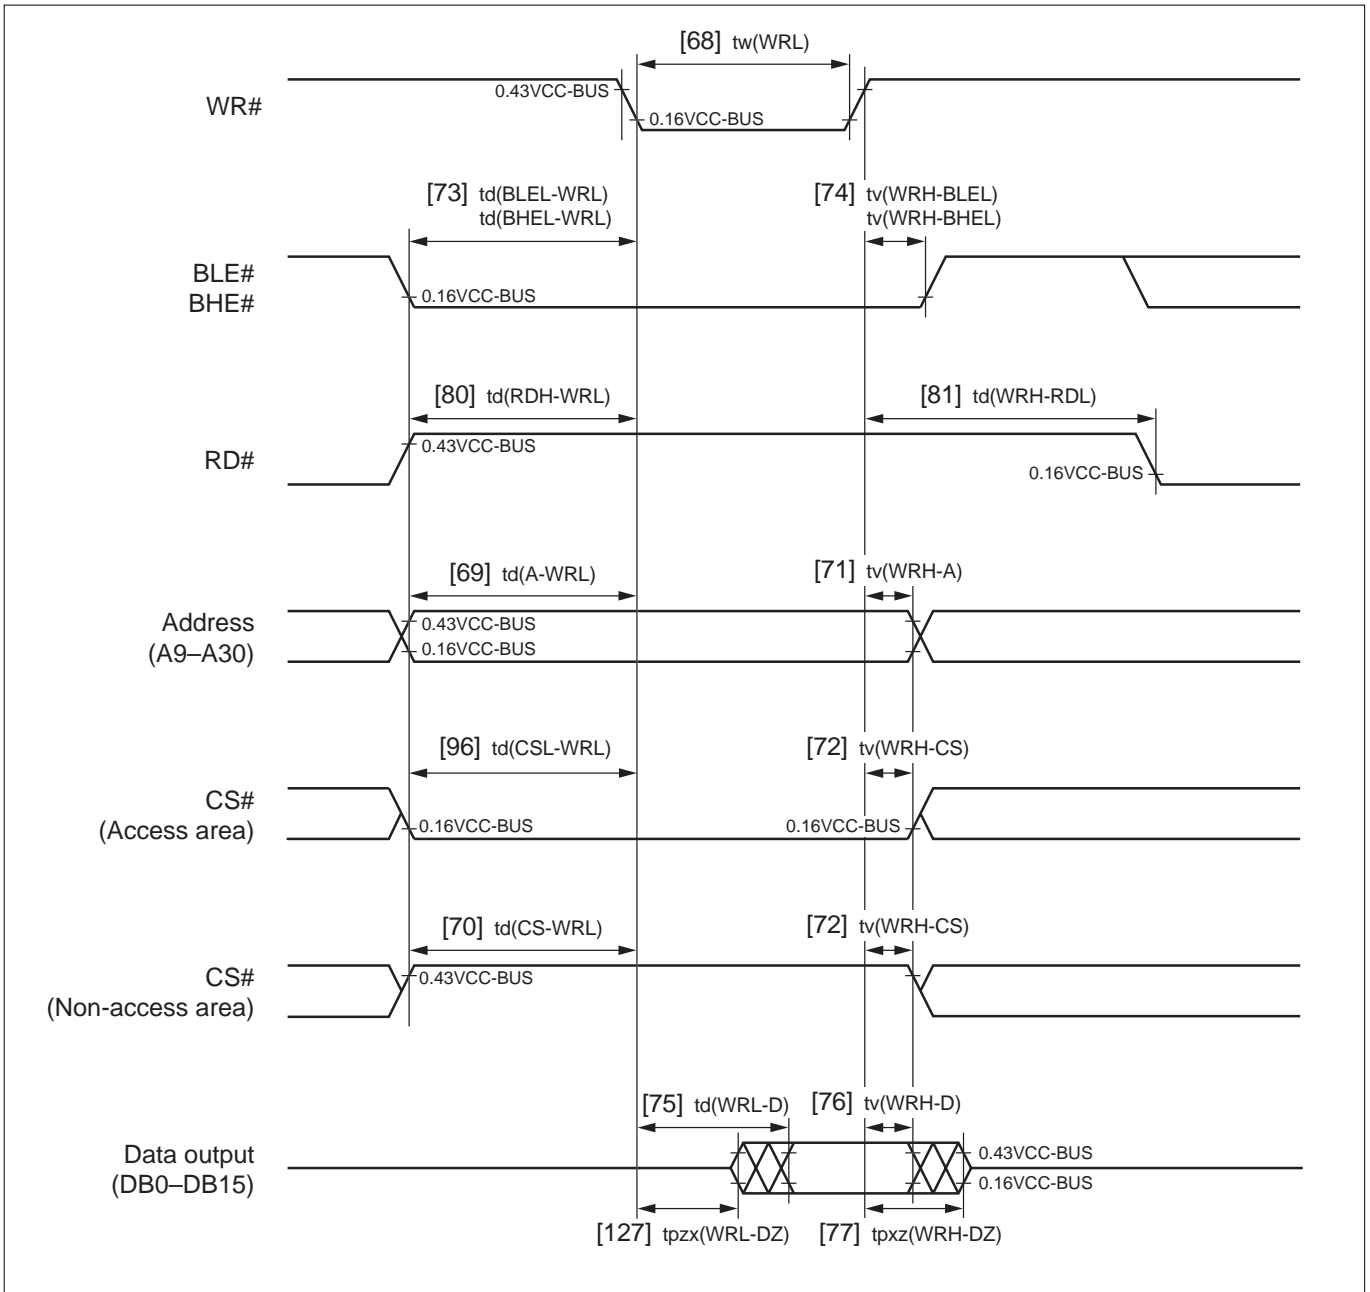 [68] tw(WRL)
WR#
0.43VCC-BUS
0.16VCC-BUS
[73] td(BLEL-WRL)
td(BHEL-WRL)
[74] tv(WRH-BLEL)
tv(WRH-BHEL)
BLE#
BHE#
0.16VCC-BUS
[80] td(RDH-WRL)
[81] td(WRH-RDL)
RD#
0.43VCC-BUS
0.16VCC-BUS
[69] td(A-WRL)
[71] tv(WRH-A)
Address
(A9–A30)
0.43VCC-BUS
0.16VCC-BUS
[96] td(CSL-WRL)
[72] tv(WRH-CS)
CS#
(Access area)
0.16VCC-BUS
0.16VCC-BUS
[70] td(CS-WRL)
[72] tv(WRH-CS)
CS#
(Non-access area)
0.43VCC-BUS
[75] td(WRL-D)
[76] tv(WRH-D)
Data output
(DB0–DB15)
0.43VCC-BUS
0.16VCC-BUS
[127] tpzx(WRL-DZ)
[77] tpxz(WRH-DZ)